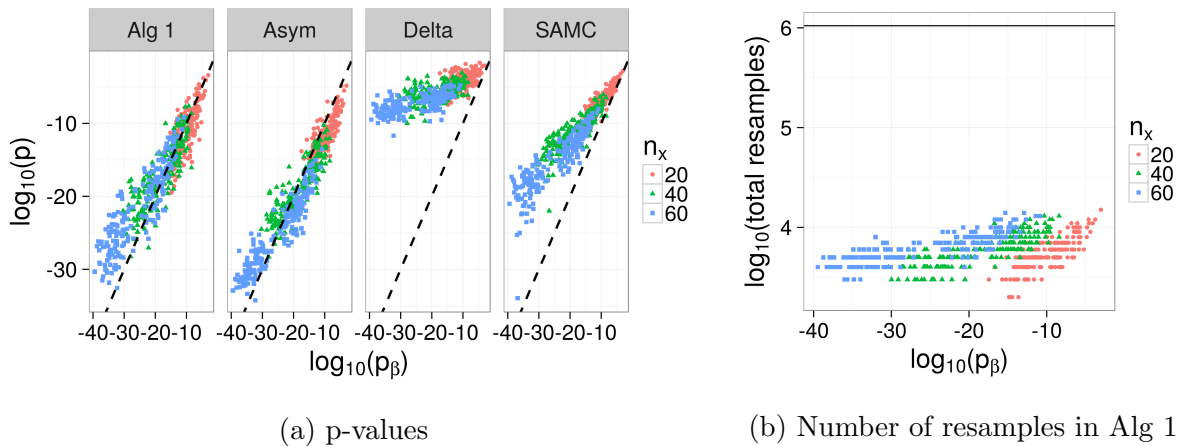 Alg 1 Asym Delta SAMC
log10(p)
-10
-20
-30
-40 -30 -20 -10 -40 -30 -20 -10 -40 -30 -20 -10 -40 -30 -20 -10
log10(pβ)
nx
20
40
60
(a) p-values
log10(total resamples)
6
5
4
-40 -30 -20 -10
log10(pβ)
nx
20
40
60
(b) Number of resamples in Alg 1